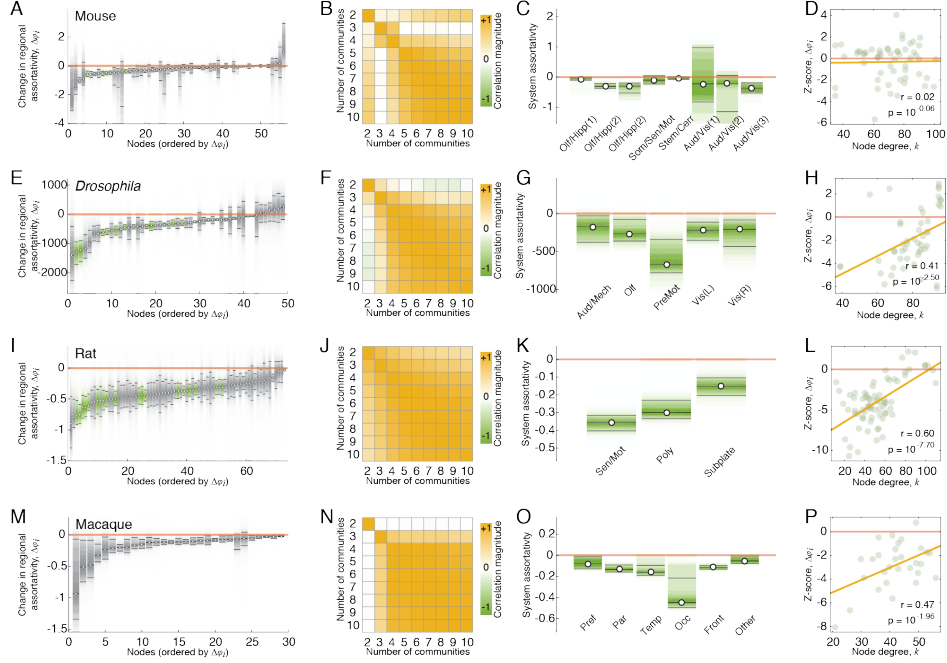 A
Mouse
Change in regional
assortativity, Δφi
2
0
-2
-4
0 10 20 30 40 50
Nodes (ordered by Δφi)
B
Number of communities
2
3
4
5
6
7
8
9
10
2 3 4 5 6 7 8 9 10
Number of communities
+1
Correlation magnitude
-1
C
System assortativty
2
1
0
-1
-2
Olf/Hipp(1)
Olf/Hipp(2)
Olf/Hipp(2)
Som/Sen/Mot
Stem/Cerr
Aud/Vis(1)
Aud/Vis(2)
Aud/Vis(3)
D
Z-score, Δφi
4
2
0
-2
-4
-6
40 60 80 100
Node degree, k
r = 0.02
p = 10-0.06
E
Drosophila
Change in regional
assortativity, Δφi
1000
0
1000
2000
0 10 20 30 40 50
Nodes (ordered by Δφi)
F
Number of communities
2
3
4
5
6
7
8
9
10
2 3 4 5 6 7 8 9 10
Number of communities
+1
Correlation magnitude
-1
G
System assortativty
0
-500
-1000
Aud/Mech
Olf
PreMot
Vis(L)
Vis(R)
H
Z-score, Δφi
2
0
-2
-4
-6
40 60 80
Node degree, k
r = 0.41
p = 10-2.50
I
Rat
Change in regional
assortativity, Δφi
0
-0.5
-1
-1.5
0 20 40 60
Nodes (ordered by Δφi)
J
Number of communities
2
3
4
5
6
7
8
9
10
2 3 4 5 6 7 8 9 10
Number of communities
+1
Correlation magnitude
-1
K
System assortativty
0
-0.1
-0.2
-0.3
-0.4
-0.5
Sen/Mot
Poly
Subplate
L
Z-score, Δφi
0
-5
-10
20 40 60 80 100
Node degree, k
r = 0.60
p = 10-7.70
M
Macaque
Change in regional
assortativity, Δφi
0
-0.5
-1
-1.5
5 10 15 20 25 30
Nodes (ordered by Δφi)
N
Number of communities
2
3
4
5
6
7
8
9
10
2 3 4 5 6 7 8 9 10
Number of communities
+1
Correlation magnitude
-1
O
System assortativty
0.2
0
-0.2
-0.4
-0.6
Pref
Par
Temp
Occ
Front
Other
P
Z-score, Δφi
0
-2
-4
-6
-8
20 30 40 50
Node degree, k
r = 0.47
p = 10-1.96